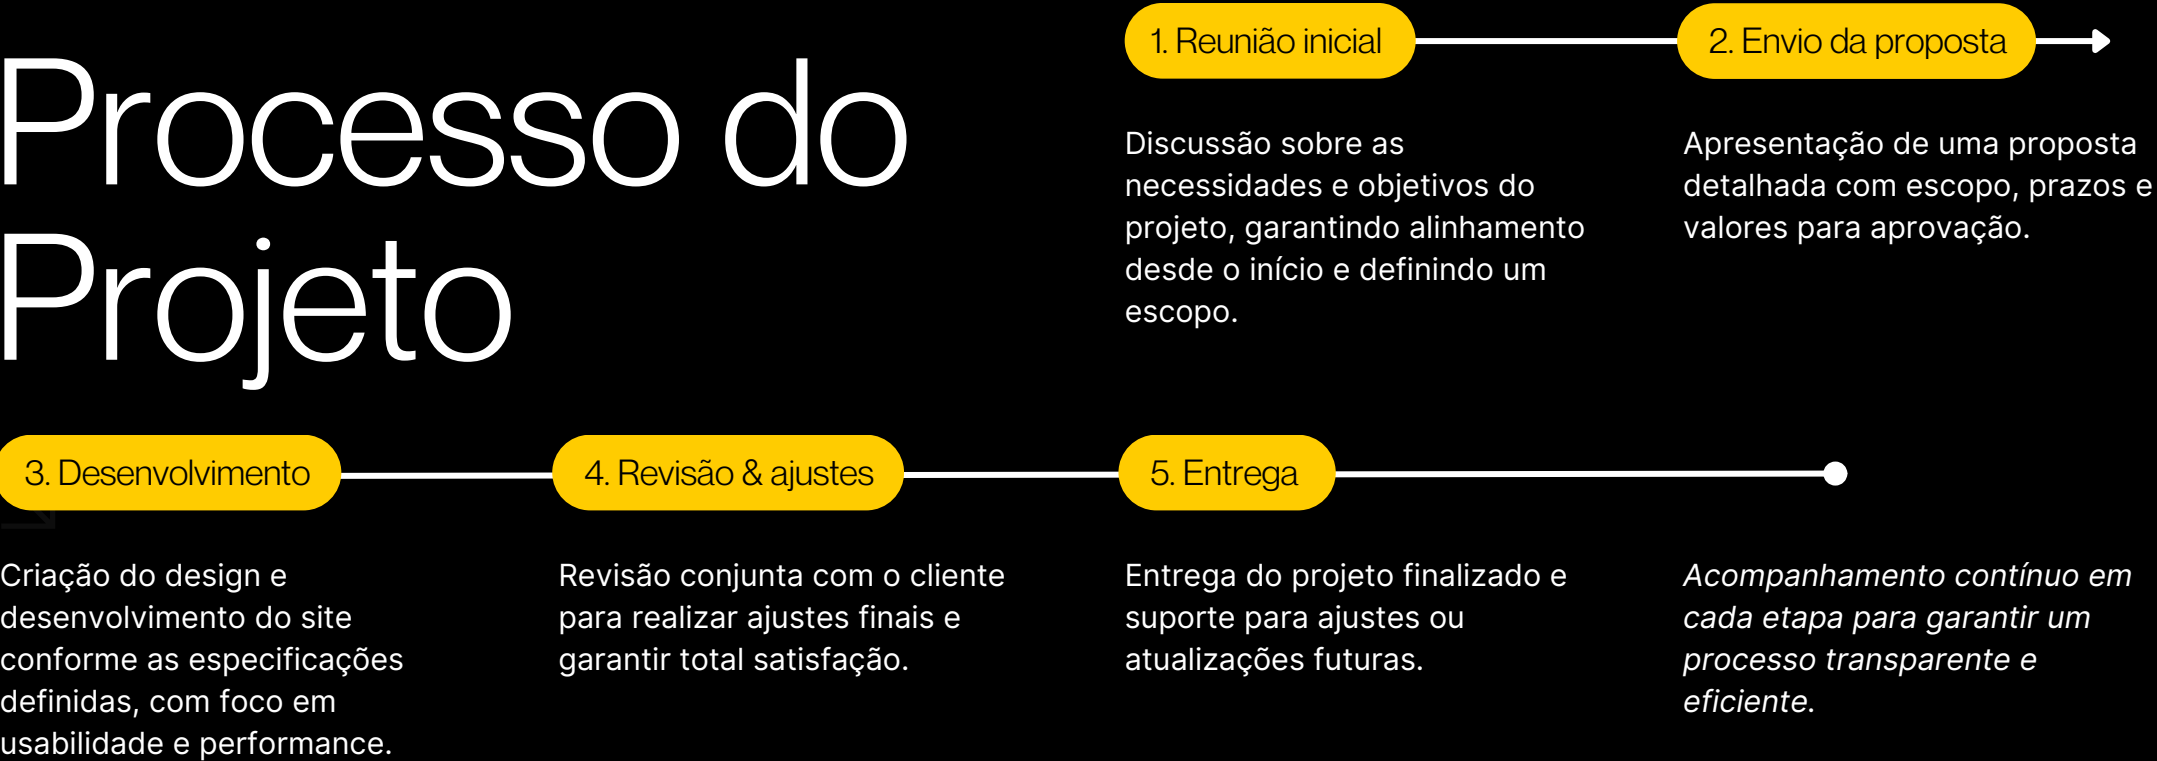 Processo do
Projeto
1. Reunião inicial
Discussão sobre as
necessidades e objetivos do
projeto, garantindo alinhamento
desde o início e definindo um
escopo.
2. Envio da proposta
Apresentação de uma proposta
detalhada com escopo, prazos e
valores para aprovação.
3. Desenvolvimento
Criação do design e
desenvolvimento do site
conforme as especificações
definidas, com foco em
usabilidade e performance.
4. Revisão & ajustes
Revisão conjunta com o cliente
para realizar ajustes finais e
garantir total satisfação.
5. Entrega
Entrega do projeto finalizado e
suporte para ajustes ou
atualizações futuras.
Acompanhamento contínuo em
cada etapa para garantir um
processo transparente e
eficiente.